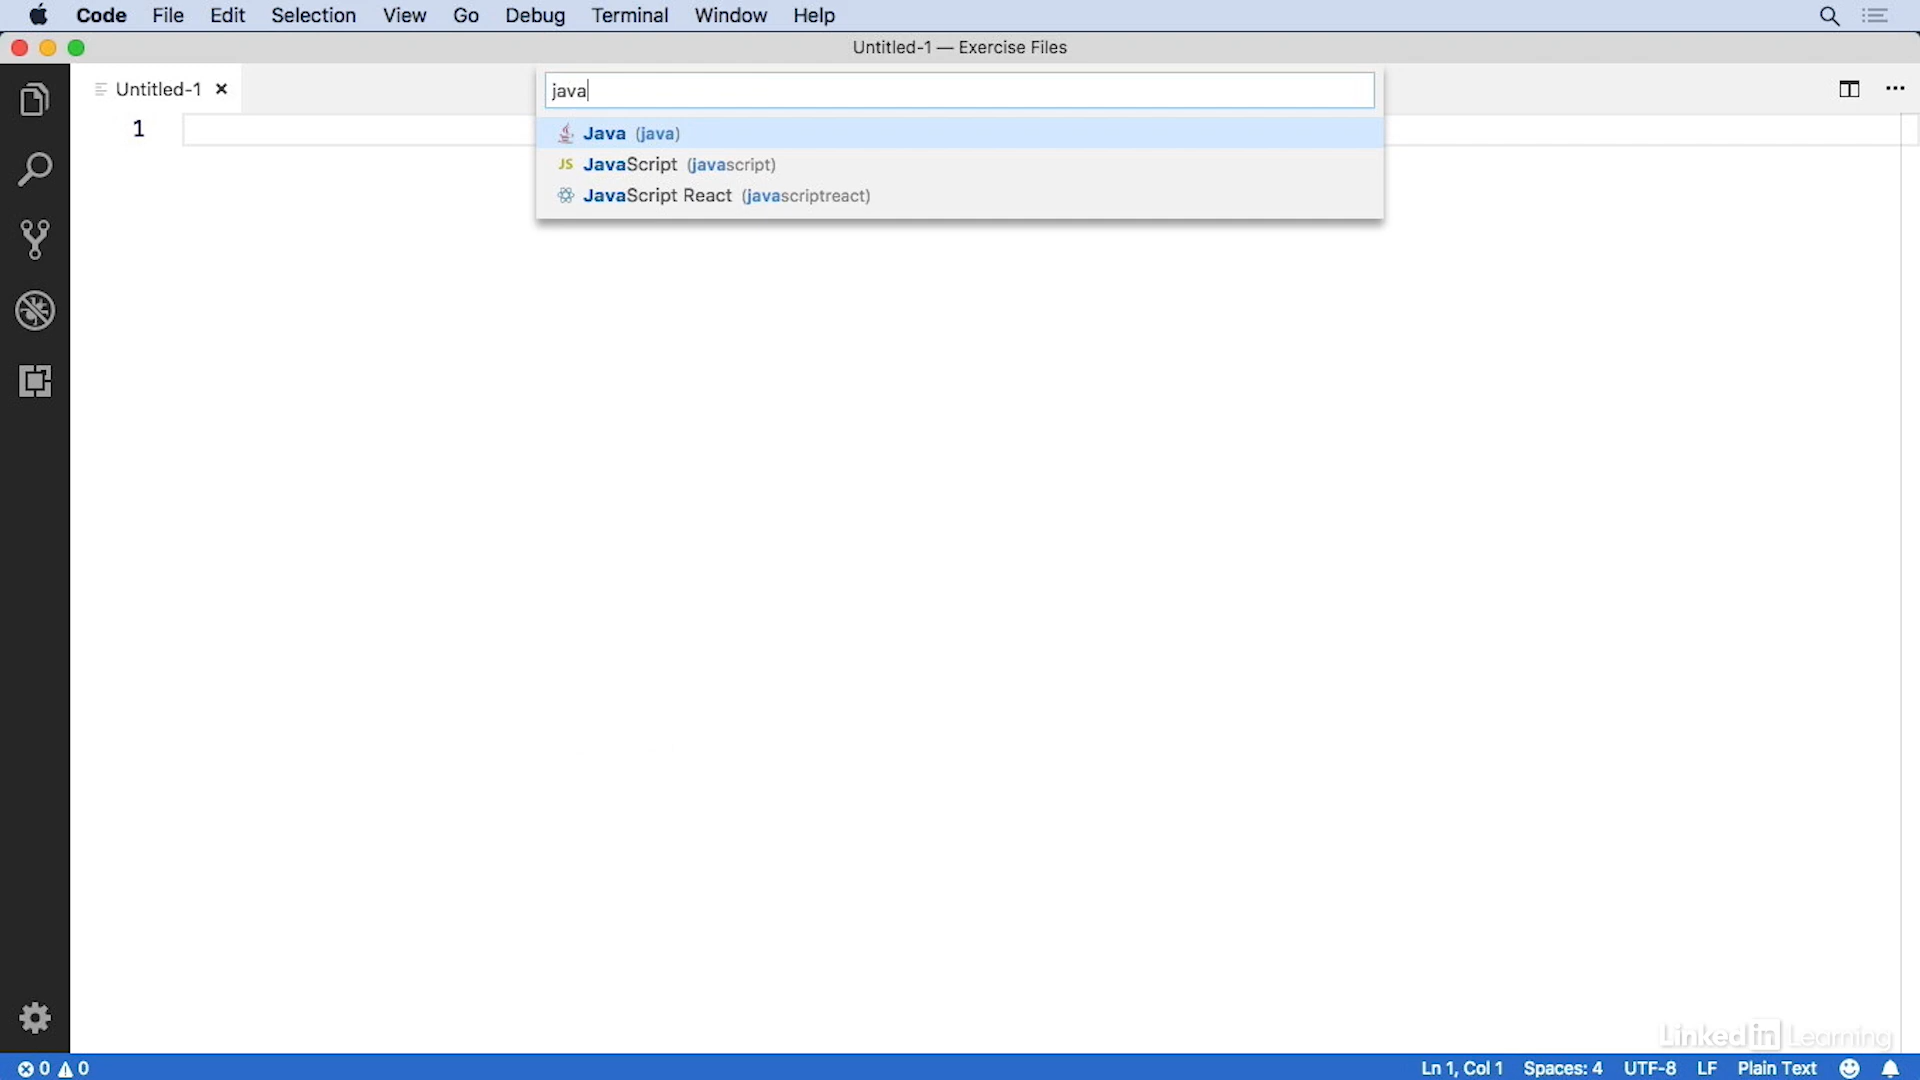 Code File Edit Selection View Go Debug Terminal Window Help
Untitled-1 — Exercise Files
Untitled-1
java
1
Java (java)
JS JavaScript (javascript)
JavaScript React (javascriptreact)
Linked in Learning
0 0 Ln 1, Col 1 Spaces: 4 UTF-8 LF Plain Text